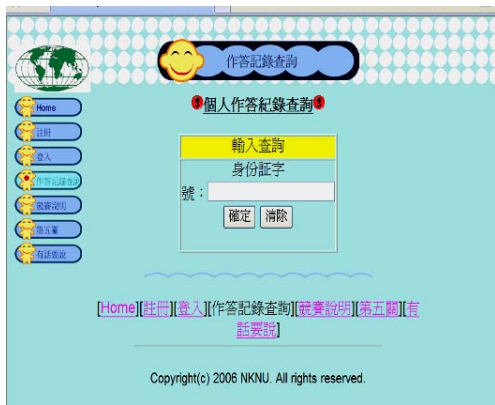 作答記錄查詢
Home
註冊
登入
作答記錄查詢
競賽說明
第五關
有話要說
個人作答紀錄查詢
輸入查詢
身份証字
號：
確定 清除
[Home][註冊][登入][作答記錄查詢][競賽說明][第五關][有
話要說]
Copyright(c) 2006 NKNU. All rights reserved.